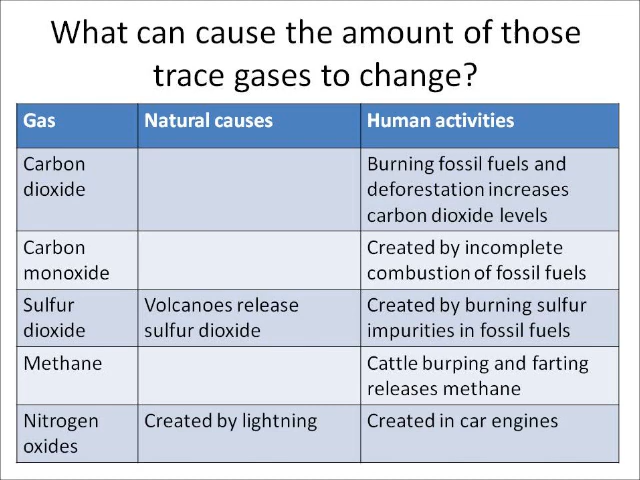 What can cause the amount of those
trace gases to change?
Gas Natural causes Human activities
Carbon Burning fossil fuels and
dioxide deforestation increases
carbon dioxide levels
Carbon Created by incomplete
monoxide combustion of fossil fuels
Sulfur Volcanoes release Created by burning sulfur
dioxide sulfur dioxide impurities in fossil fuels
Methane Cattle burping and farting
releases methane
Nitrogen Created by lightning Created in car engines
oxides